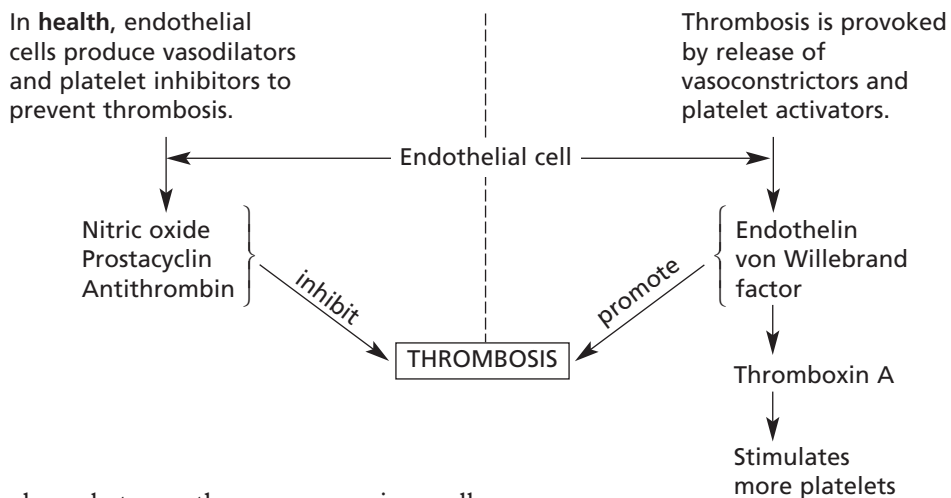 In health, endothelial
cells produce vasodilators
and platelet inhibitors to
prevent thrombosis.
Thrombosis is provoked
by release of
vasoconstrictors and
platelet activators.
Endothelial cell
Nitric oxide
Prostacyclin
Antithrombin
inhibit
promote
Endothelin
von Willebrand
factor
THROMBOSIS
Thromboxin A
Stimulates
more platelets